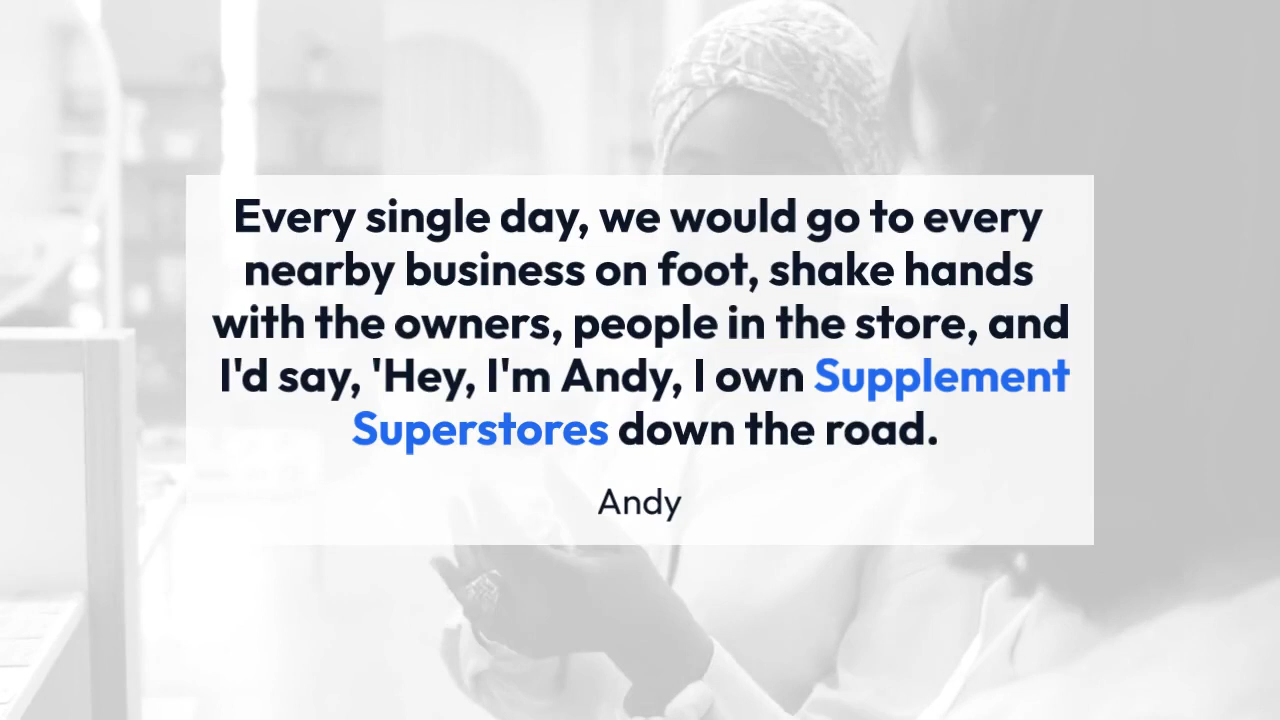 Every single day, we would go to every
nearby business on foot, shake hands
with the owners, people in the store, and
I'd say, 'Hey, I'm Andy, I own Supplement
Superstores down the road.
Andy